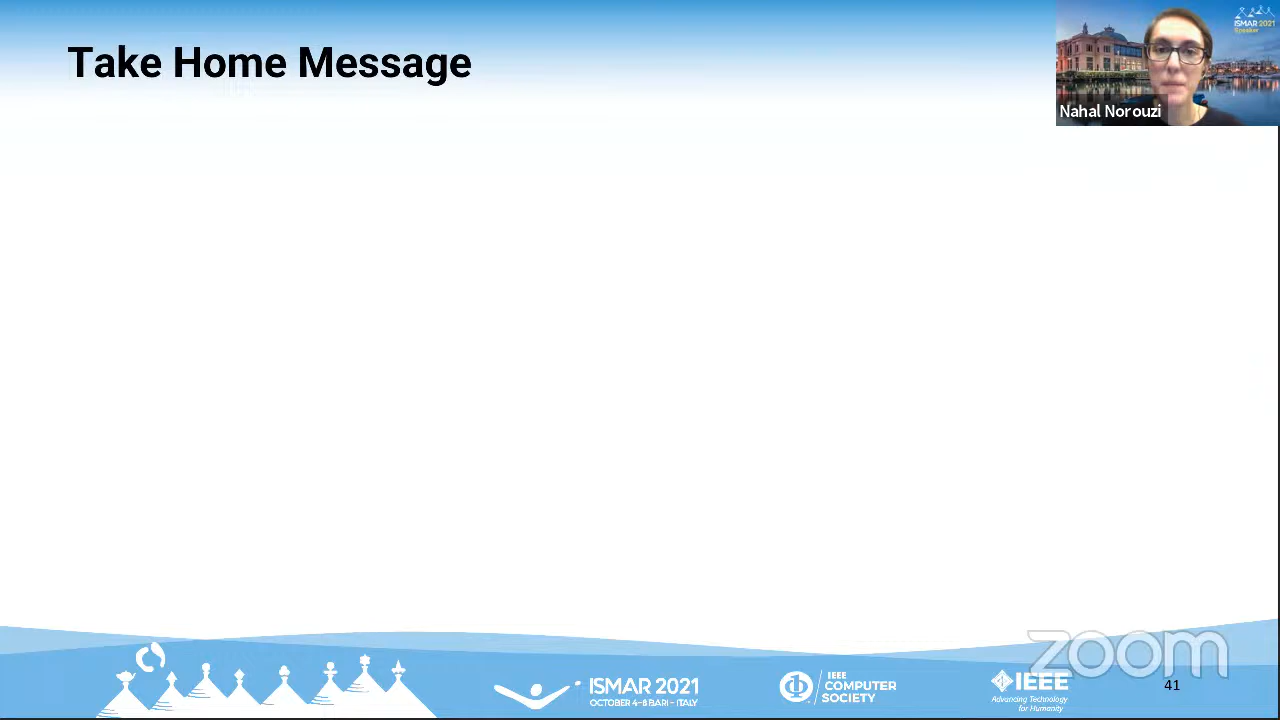 Take Home Message
ISMAR 2021
Speaker
Nahal Norouzi
zoom
ISMAR 2021
OCTOBER 4-8 BARI - ITALY
IEEE
COMPUTER
SOCIETY
IEEE
Advancing Technology
for Humanity
41